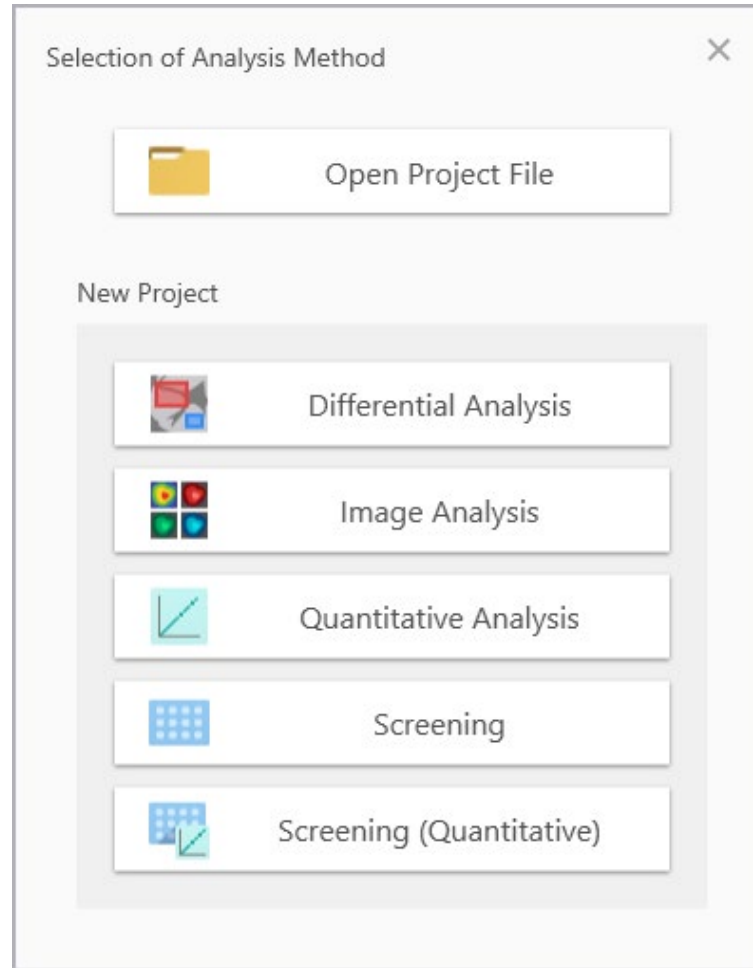 Selection of Analysis Method
Open Project File
New Project
Differential Analysis
Image Analysis
Quantitative Analysis
Screening
Screening (Quantitative)